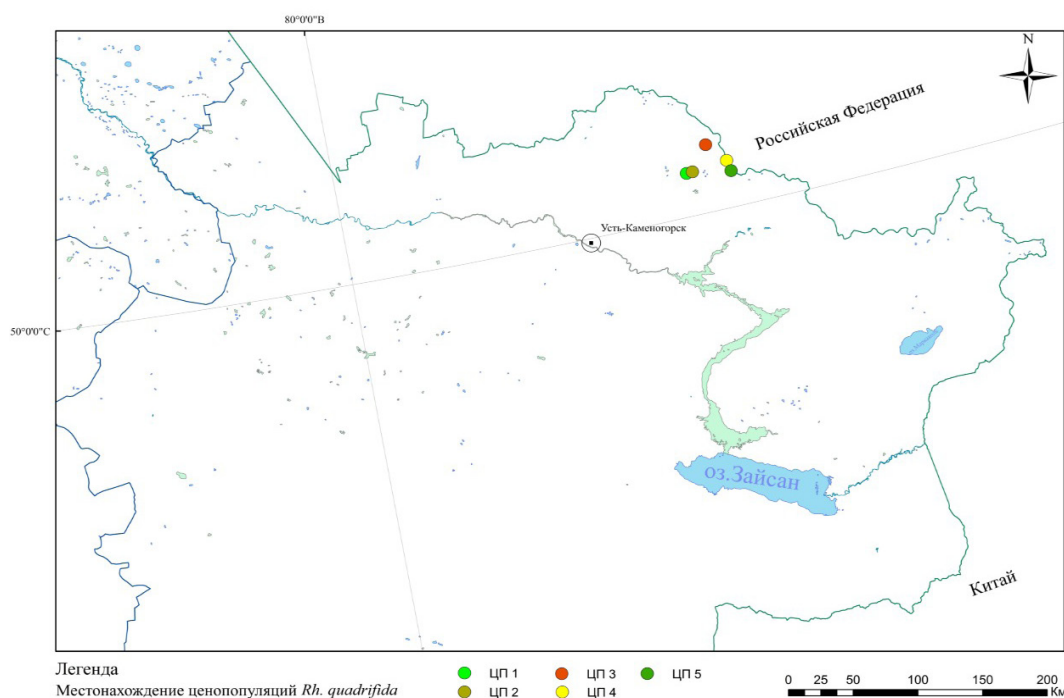 80°0'0"В
N
Российская Федерация
Усть-Каменогорск
50°0'0"С
оз.Зайсан
Китай
Легенда
Местонахождение ценопопуляций Rh. quadrifida
ЦП 1
ЦП 3
ЦП 5
ЦП 2
ЦП 4
0 25 50 100 150 200